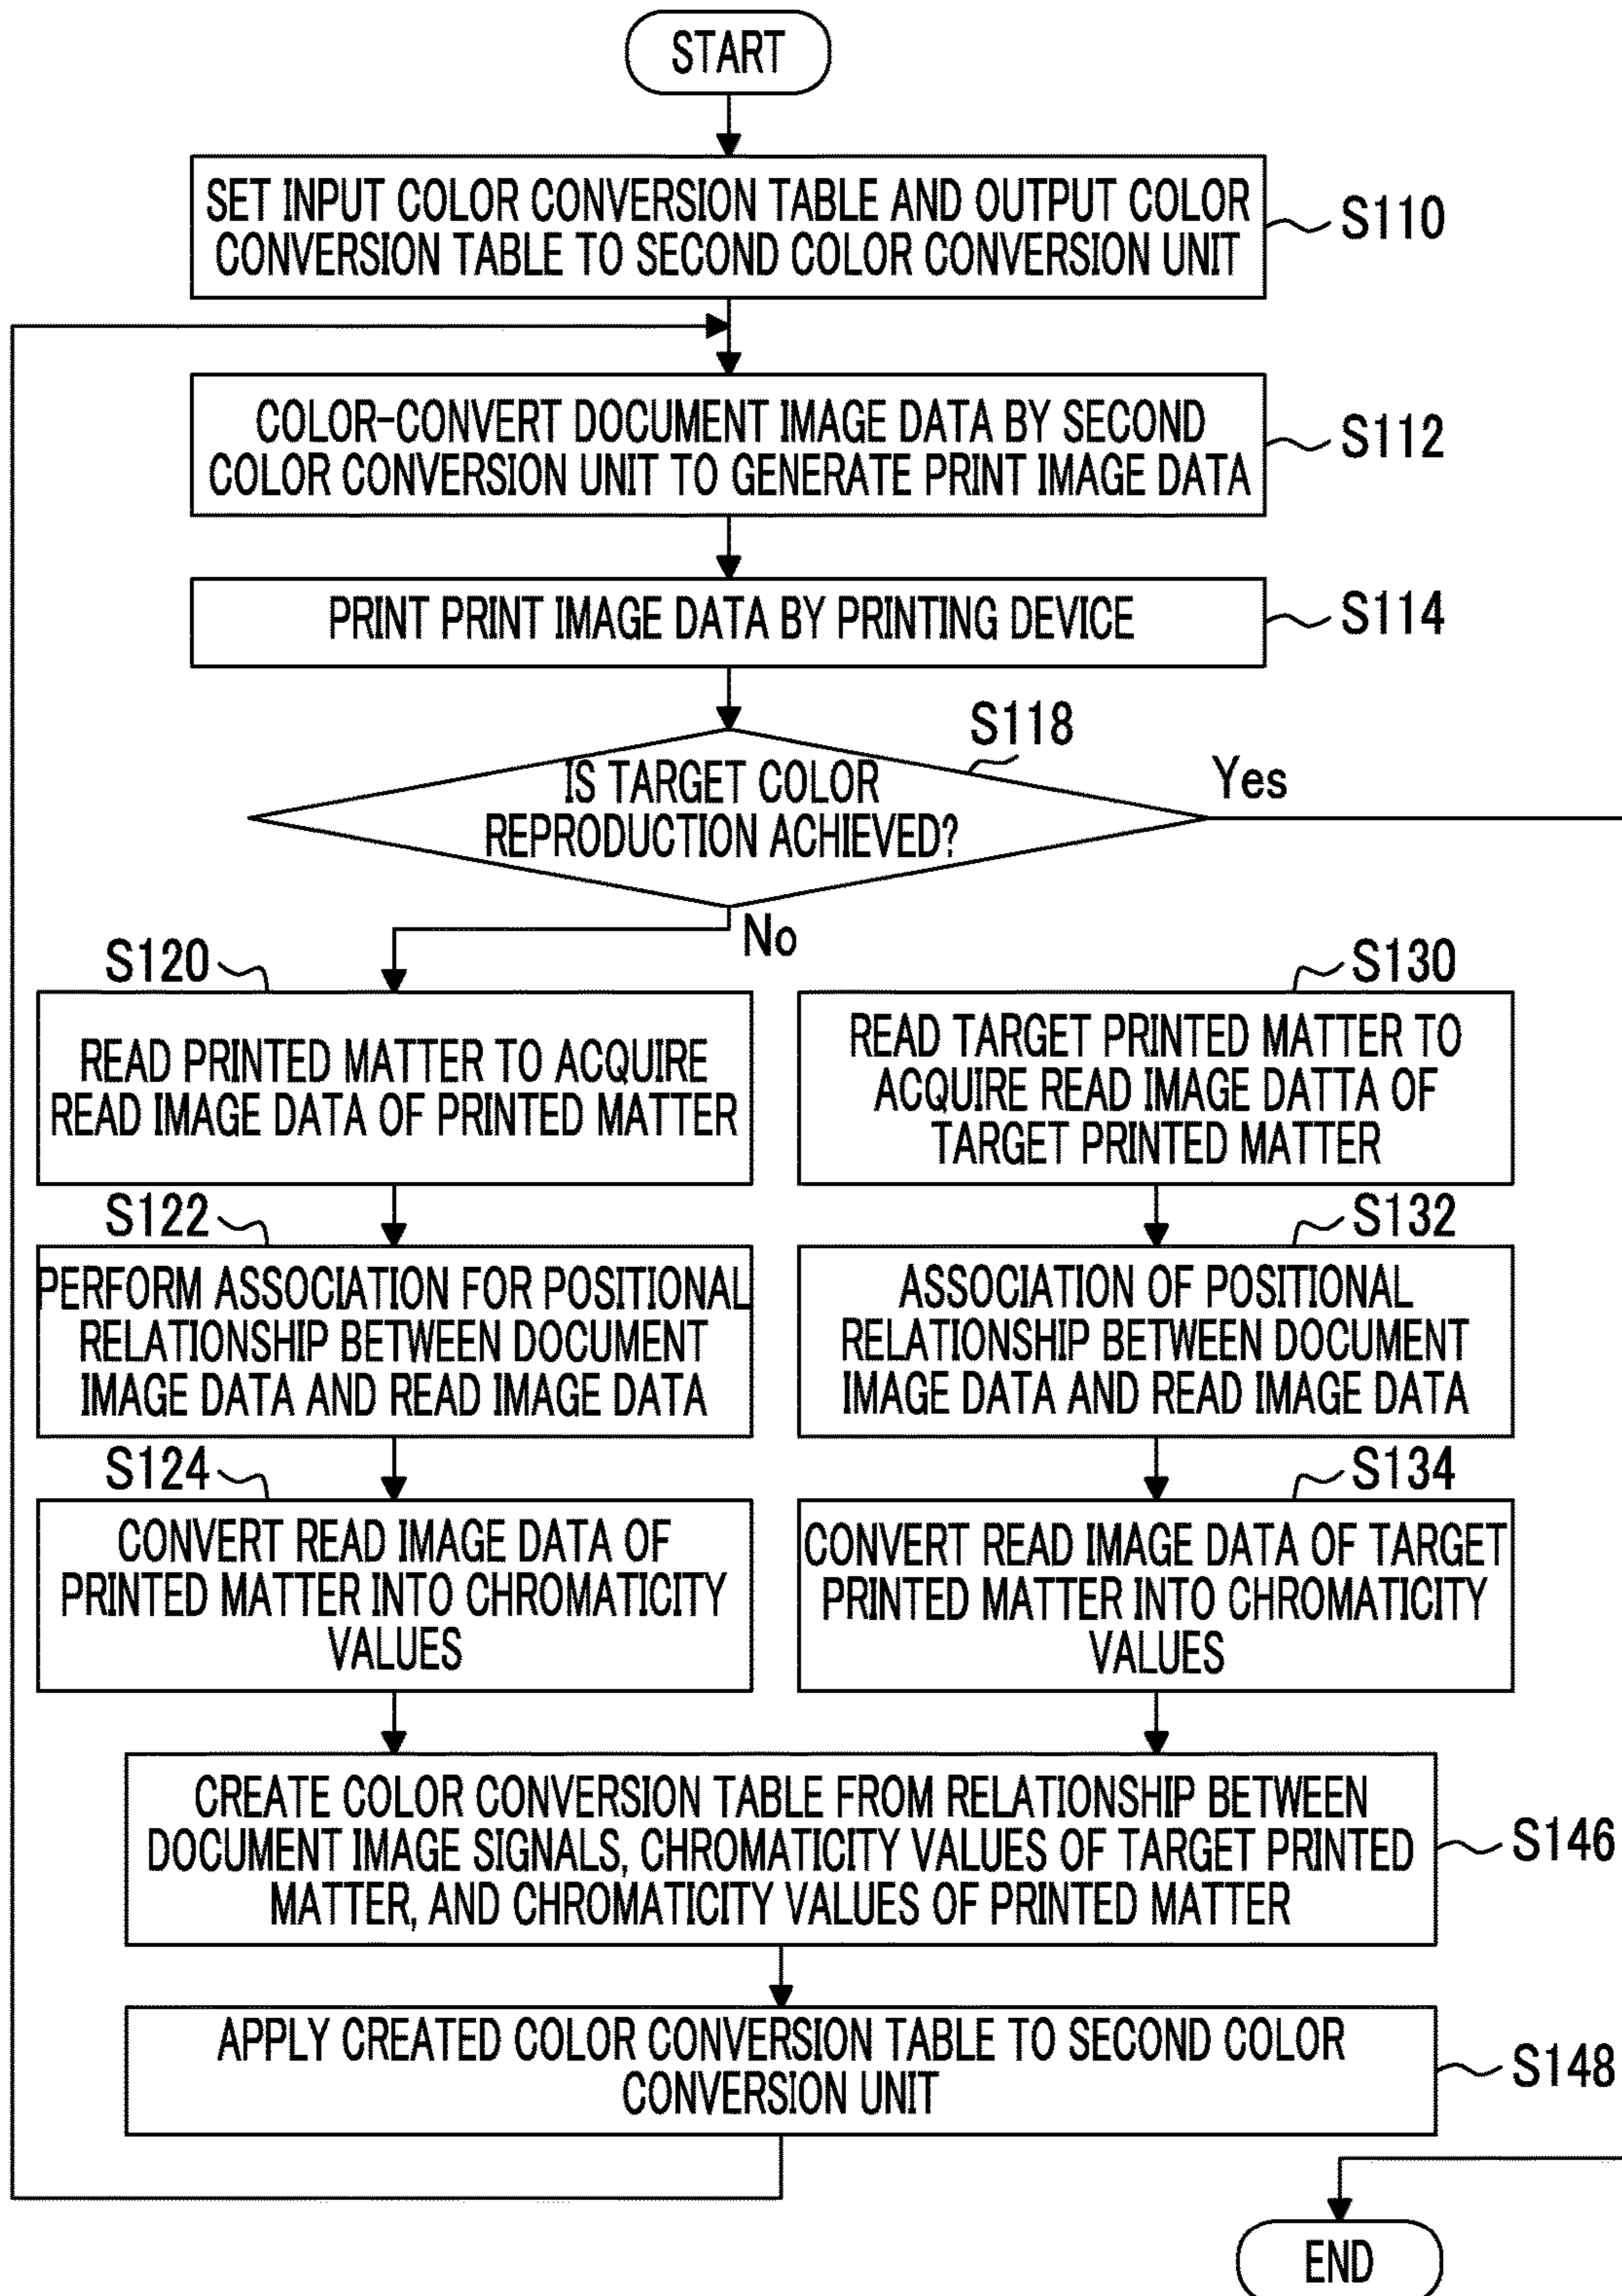 START
SET INPUT COLOR CONVERSION TABLE AND OUTPUT COLOR
CONVERSION TABLE TO SECOND COLOR CONVERSION UNIT
S110
COLOR-CONVERT DOCUMENT IMAGE DATA BY SECOND
COLOR CONVERSION UNIT TO GENERATE PRINT IMAGE DATA
S112
PRINT PRINT IMAGE DATA BY PRINTING DEVICE
S114
S118
IS TARGET COLOR
REPRODUCTION ACHIEVED?
Yes
No
S120
READ PRINTED MATTER TO ACQUIRE
READ IMAGE DATA OF PRINTED MATTER
S130
READ TARGET PRINTED MATTER TO
ACQUIRE READ IMAGE DATTA OF
TARGET PRINTED MATTER
S122
PERFORM ASSOCIATION FOR POSITIONAL
RELATIONSHIP BETWEEN DOCUMENT
IMAGE DATA AND READ IMAGE DATA
S132
ASSOCIATION OF POSITIONAL
RELATIONSHIP BETWEEN DOCUMENT
IMAGE DATA AND READ IMAGE DATA
S124
CONVERT READ IMAGE DATA OF
PRINTED MATTER INTO CHROMATICITY
VALUES
S134
CONVERT READ IMAGE DATA OF TARGET
PRINTED MATTER INTO CHROMATICITY
VALUES
CREATE COLOR CONVERSION TABLE FROM RELATIONSHIP BETWEEN
DOCUMENT IMAGE SIGNALS, CHROMATICITY VALUES OF TARGET PRINTED
MATTER, AND CHROMATICITY VALUES OF PRINTED MATTER
S146
APPLY CREATED COLOR CONVERSION TABLE TO SECOND COLOR
CONVERSION UNIT
S148
END